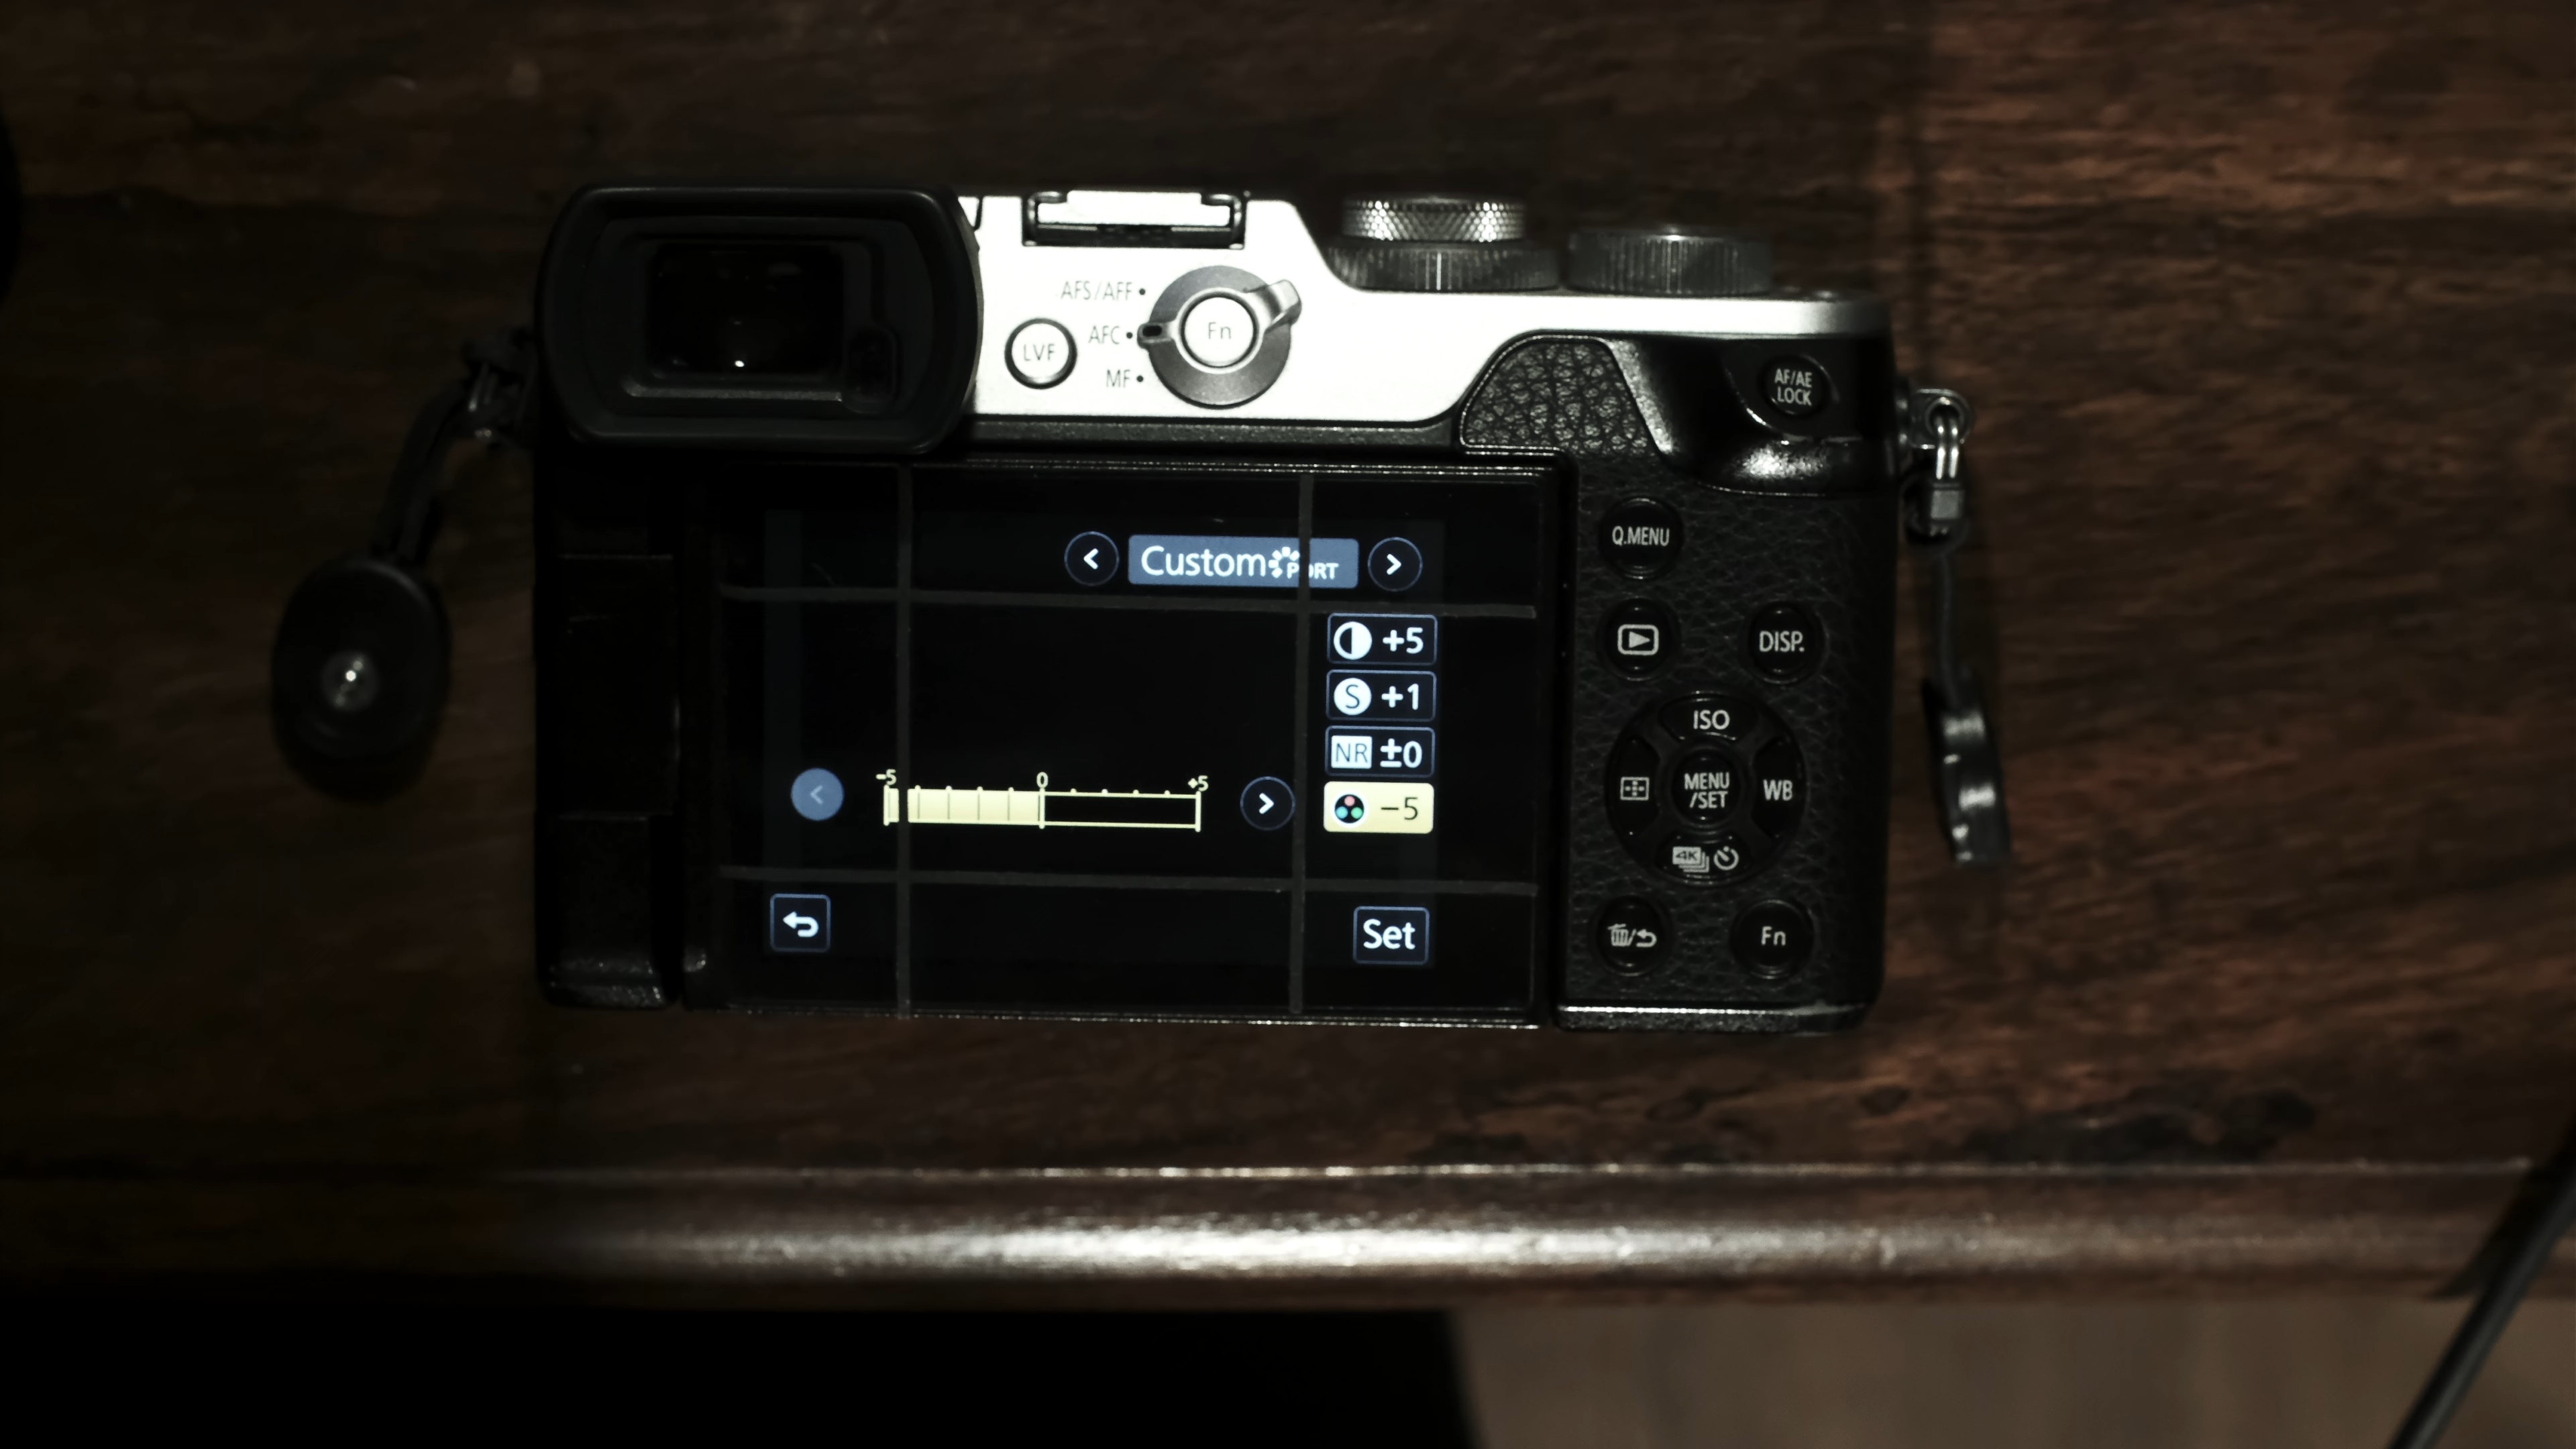 AFS/AFF
LVF
AFC
Fn
MF
AF/AE
LOCK
Q.MENU
Custom PORT
+5
S +1
NR ±0
-5 0 +5
−5
Set
DISP.
ISO
MENU
/SET
WB
4K
Fn